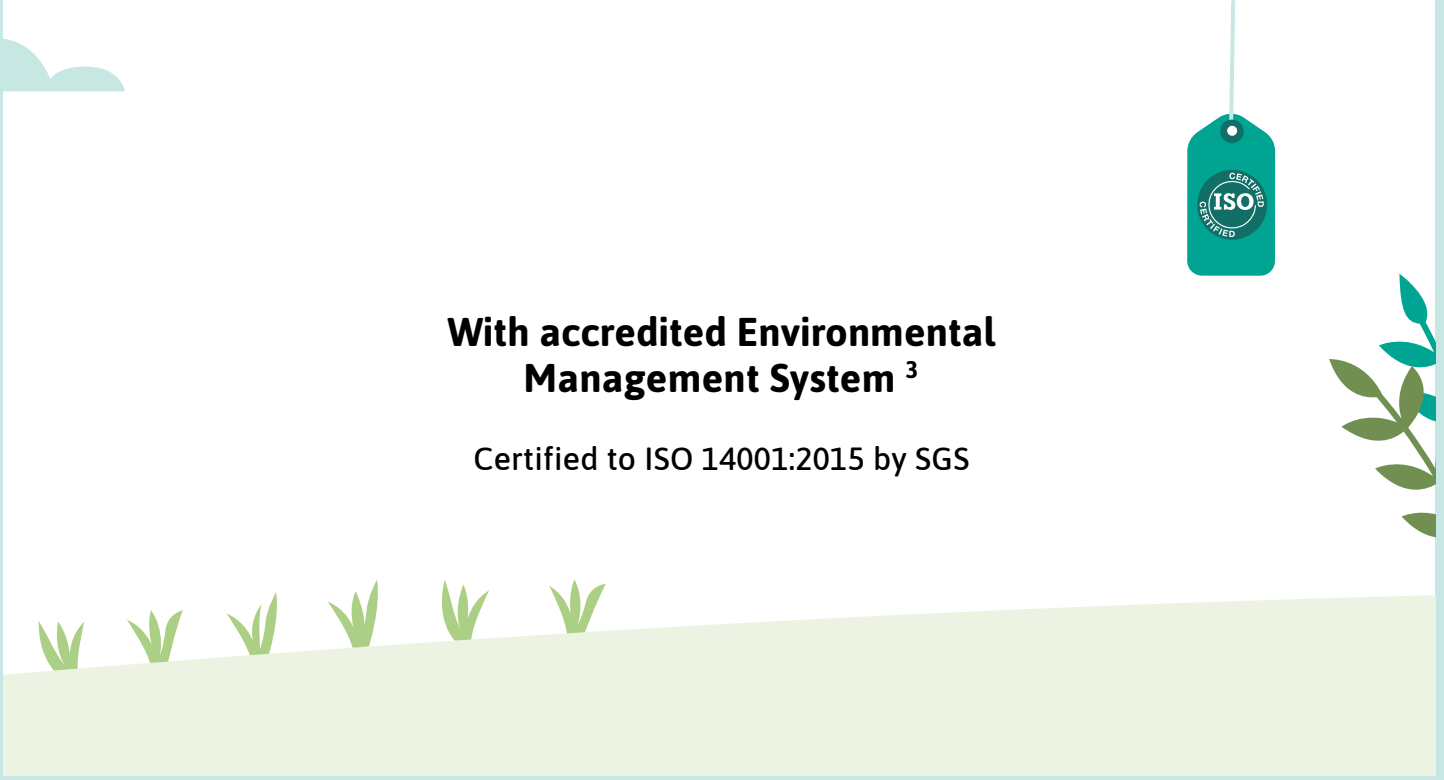 CERTIFIED
ISO
CERTIFIED
With accredited Environmental
Management System ³
Certified to ISO 14001:2015 by SGS